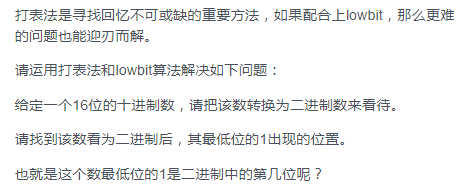 打表法是寻找回忆不可或缺的重要方法，如果配合上lowbit，那么更难
的问题也能迎刃而解。
请运用打表法和lowbit算法解决如下问题：
给定一个16位的十进制数，请把该数转换为二进制数来看待。
请找到该数看为二进制后，其最低位的1出现的位置。
也就是这个数最低位的1是二进制中的第几位呢？